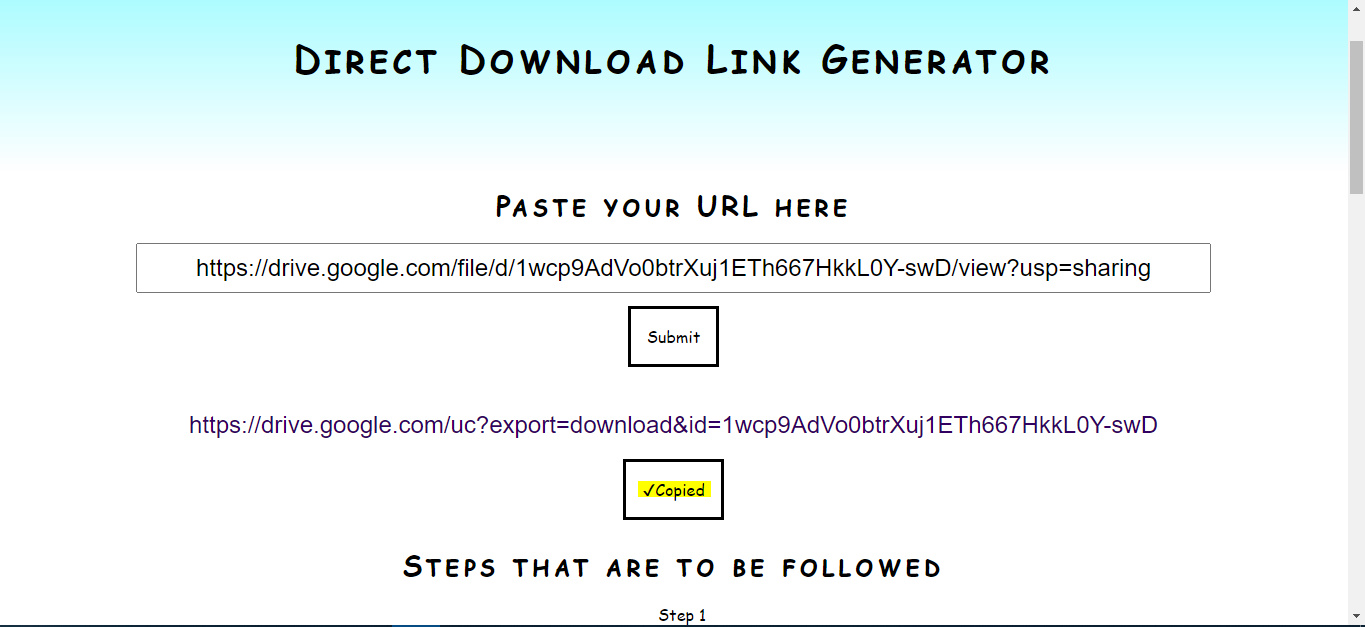 Direct Download Link Generator
Paste your URL here
https://drive.google.com/file/d/1wcp9AdVo0btrXuj1ETh667HkkL0Y-swD/view?usp=sharing
Submit
https://drive.google.com/uc?export=download&id=1wcp9AdVo0btrXuj1ETh667HkkL0Y-swD
✓Copied
Steps that are to be followed
Step 1